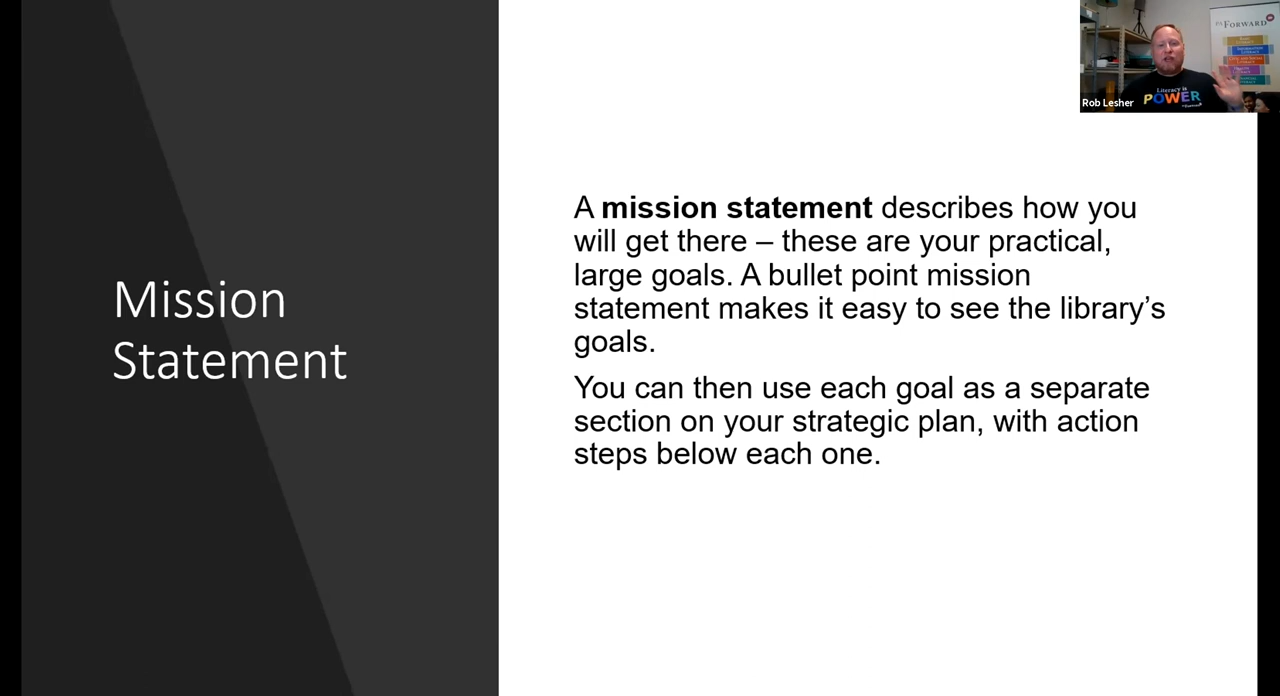 Mission
Statement
A mission statement describes how you
will get there – these are your practical,
large goals. A bullet point mission
statement makes it easy to see the library’s
goals.
You can then use each goal as a separate
section on your strategic plan, with action
steps below each one.
Rob Lesher
Literacy is
POWER
FORWARD